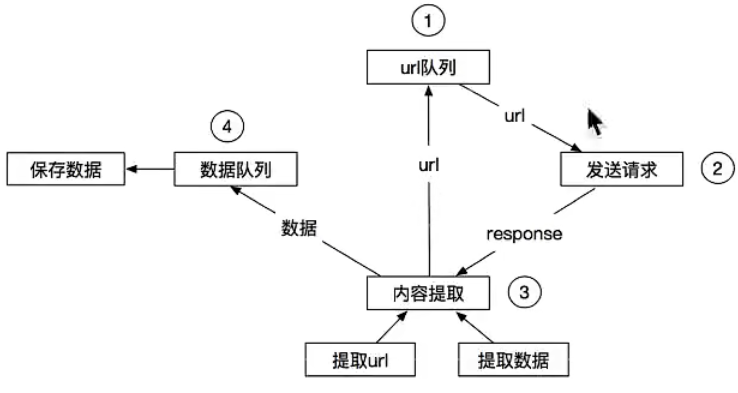 ①
url队列
url
④
保存数据
数据队列
url
发送请求
②
数据
response
内容提取
③
提取url
提取数据